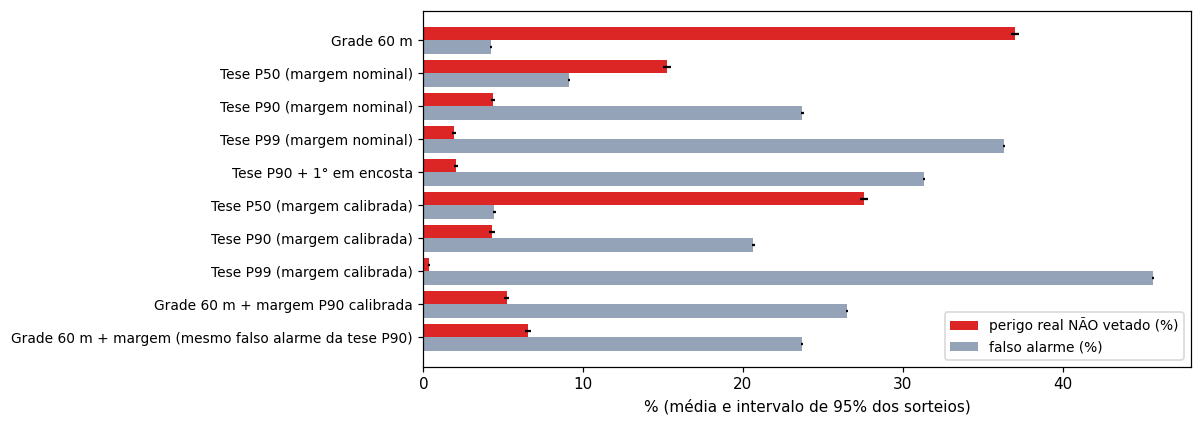 Grade 60 m
Tese P50 (margem nominal)
Tese P90 (margem nominal)
Tese P99 (margem nominal)
Tese P90 + 1° em encosta
Tese P50 (margem calibrada)
Tese P90 (margem calibrada)
Tese P99 (margem calibrada)
Grade 60 m + margem P90 calibrada
Grade 60 m + margem (mesmo falso alarme da tese P90)
perigo real NÃO vetado (%)
falso alarme (%)
0 10 20 30 40
% (média e intervalo de 95% dos sorteios)